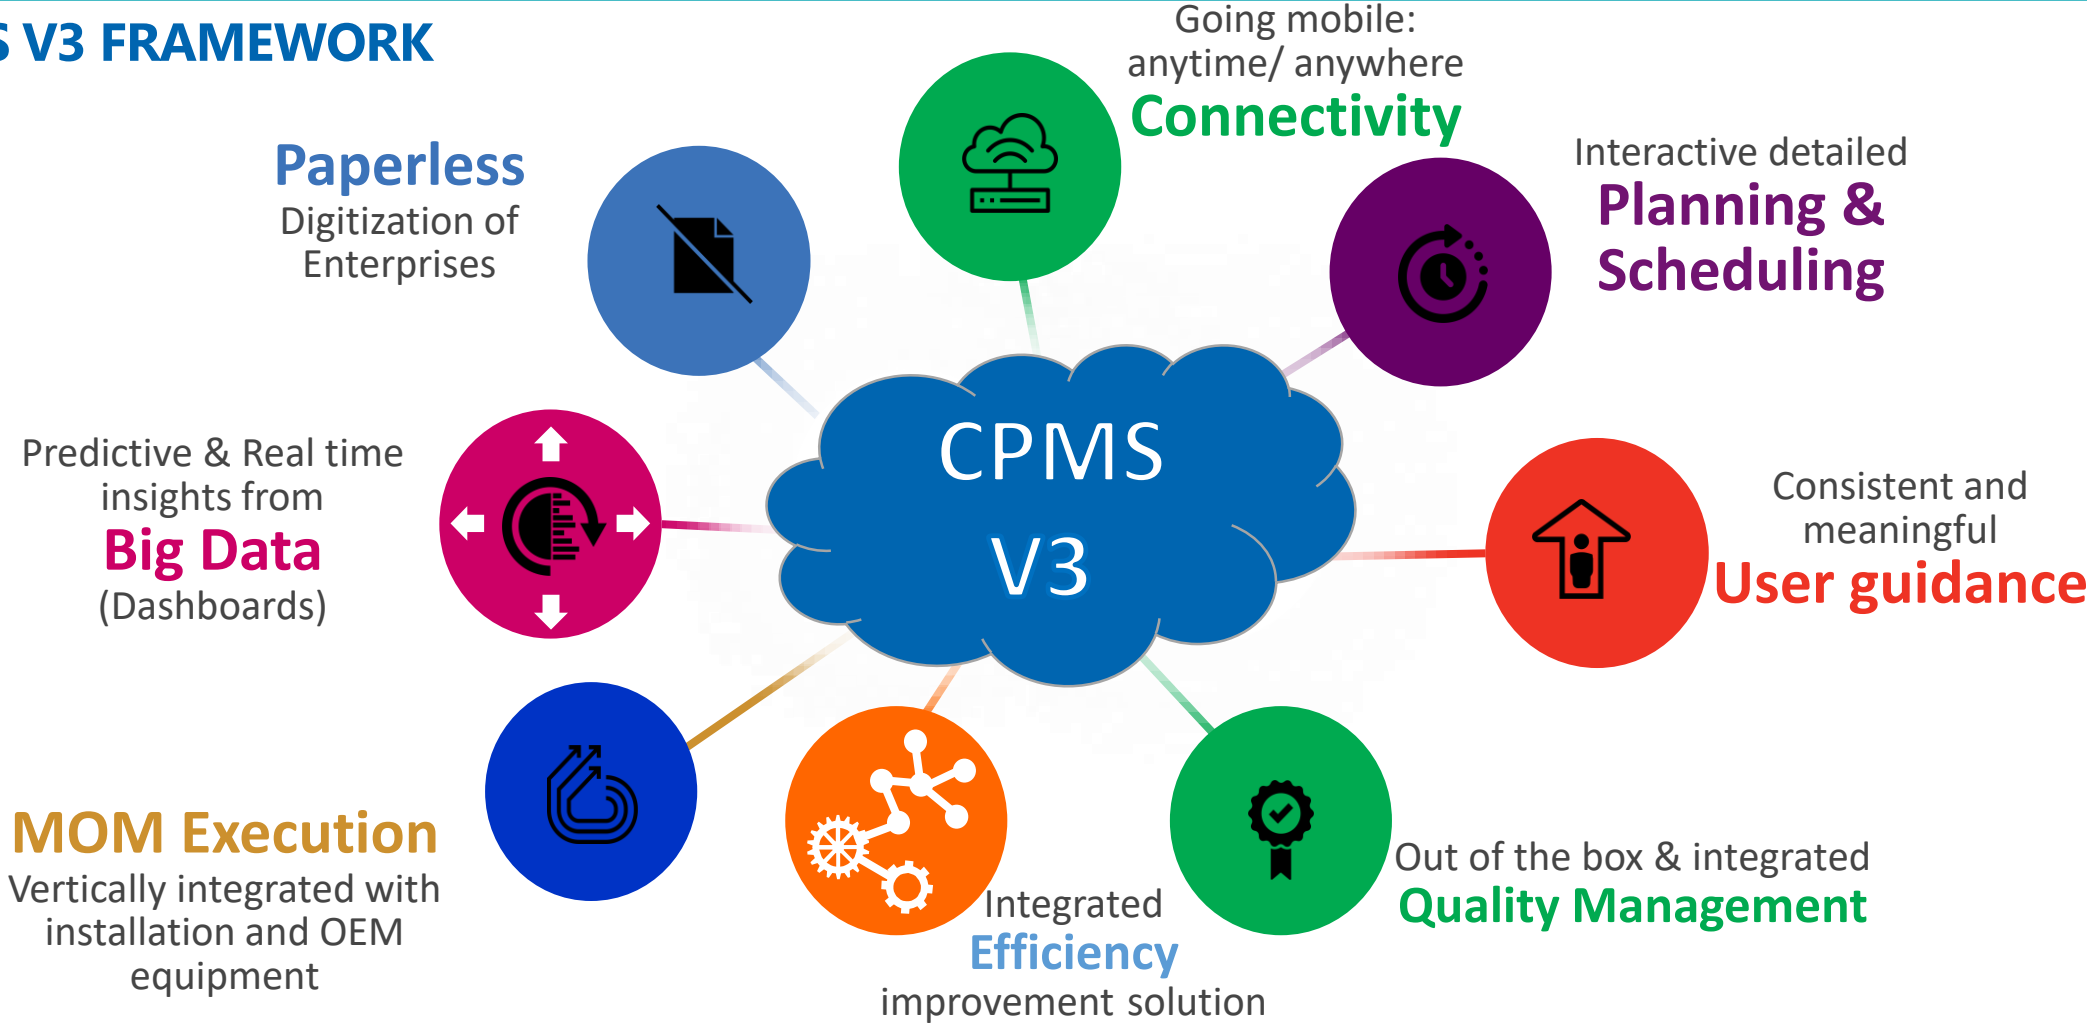 S V3 FRAMEWORK
Going mobile:
anytime/ anywhere
Connectivity
Paperless
Digitization of
Enterprises
Interactive detailed
Planning &
Scheduling
CPMS
V3
Predictive & Real time
insights from
Big Data
(Dashboards)
Consistent and
meaningful
User guidance
MOM Execution
Vertically integrated with
installation and OEM
equipment
Integrated
Efficiency
improvement solution
Out of the box & integrated
Quality Management